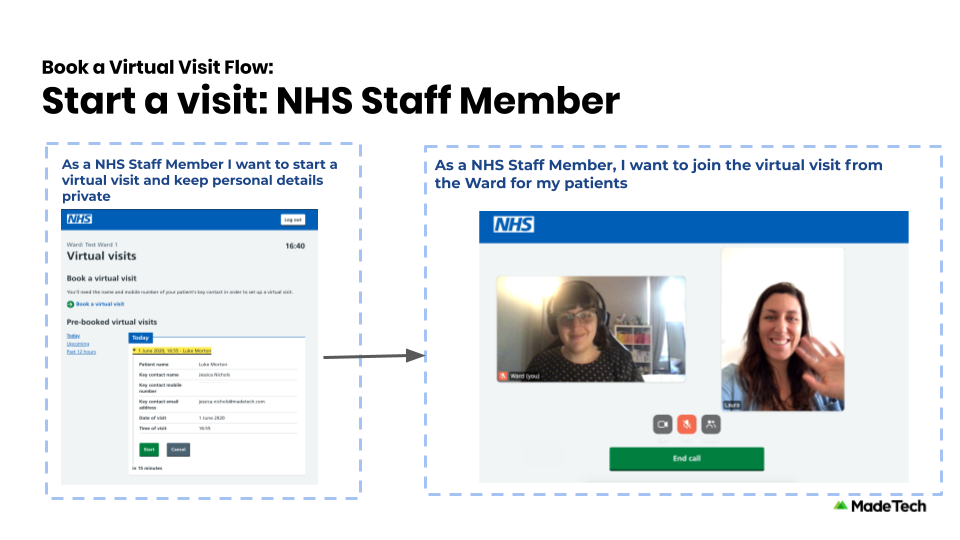 Book a Virtual Visit Flow:
Start a visit: NHS Staff Member
As a NHS Staff Member I want to start a
virtual visit and keep personal details
private
NHS
Log out
Ward: Test Ward 1
16:40
Virtual visits
Book a virtual visit
You'll need the name and mobile number of your patient's key contact in order to set up a virtual visit.
Book a virtual visit
Pre-booked virtual visits
Today
Upcoming
Past 12 hours
Today
1 June 2020, 16:55 - Luke Morton
Patient name Luke Morton
Key contact name Jessica Nichols
Key contact mobile
number
Key contact email
address
jessica.nichols@madetech.com
Date of visit 1 June 2020
Time of visit 16:55
Start Cancel
in 15 minutes
As a NHS Staff Member, I want to join the virtual visit from
the Ward for my patients
NHS
Ward (you)
Laura
End call
MadeTech